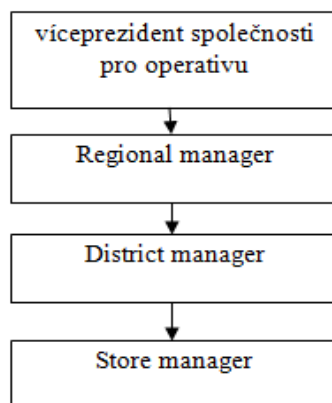 víceprezident společnosti
pro operativu
Regional manager
District manager
Store manager